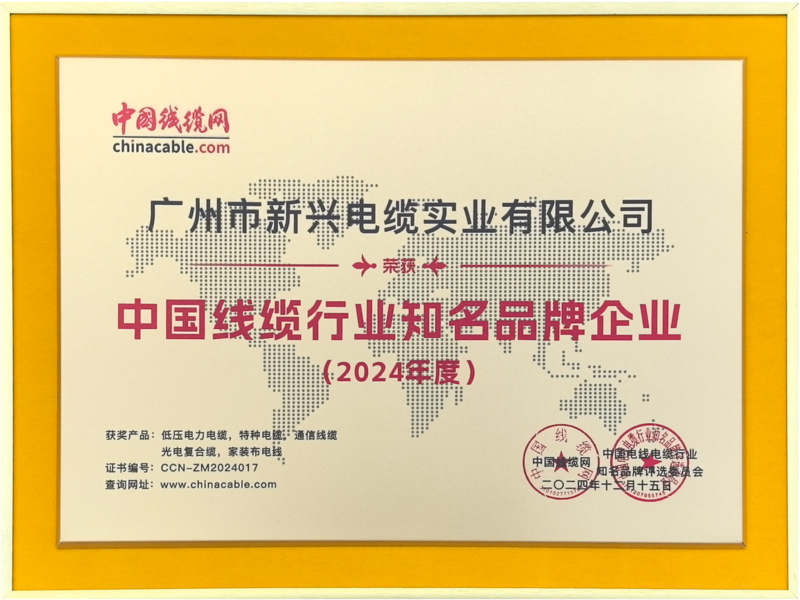 中国线缆网
chinacable.com
广州市新兴电缆实业有限公司
荣获
中国线缆行业知名品牌企业
（2024年度）
获奖产品：低压电力电缆，特种电缆，通信线缆
光电复合缆，家装布电线
证书编号：CCN-ZM2024017
查询网址：www.chinacable.com
中国线缆网
中国线缆网 中国电线电缆行业
知名品牌评选委员会
二〇二四年十二月十五日